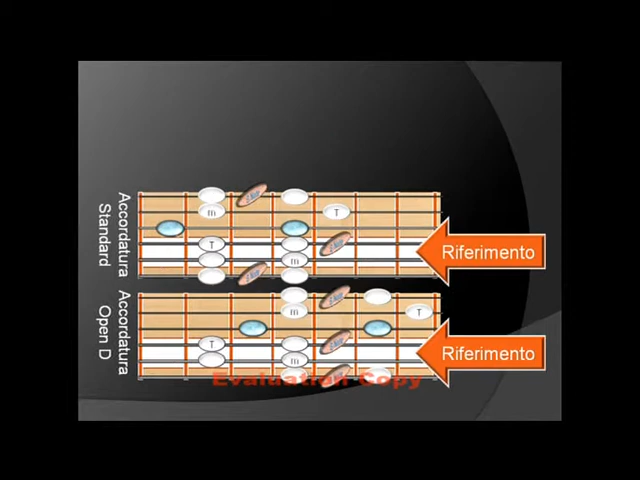 Accordatura
Standard
m
T
T
m
Riferimento
Accordatura
Open D
m
T
T
m
Riferimento
Evaluation Copy